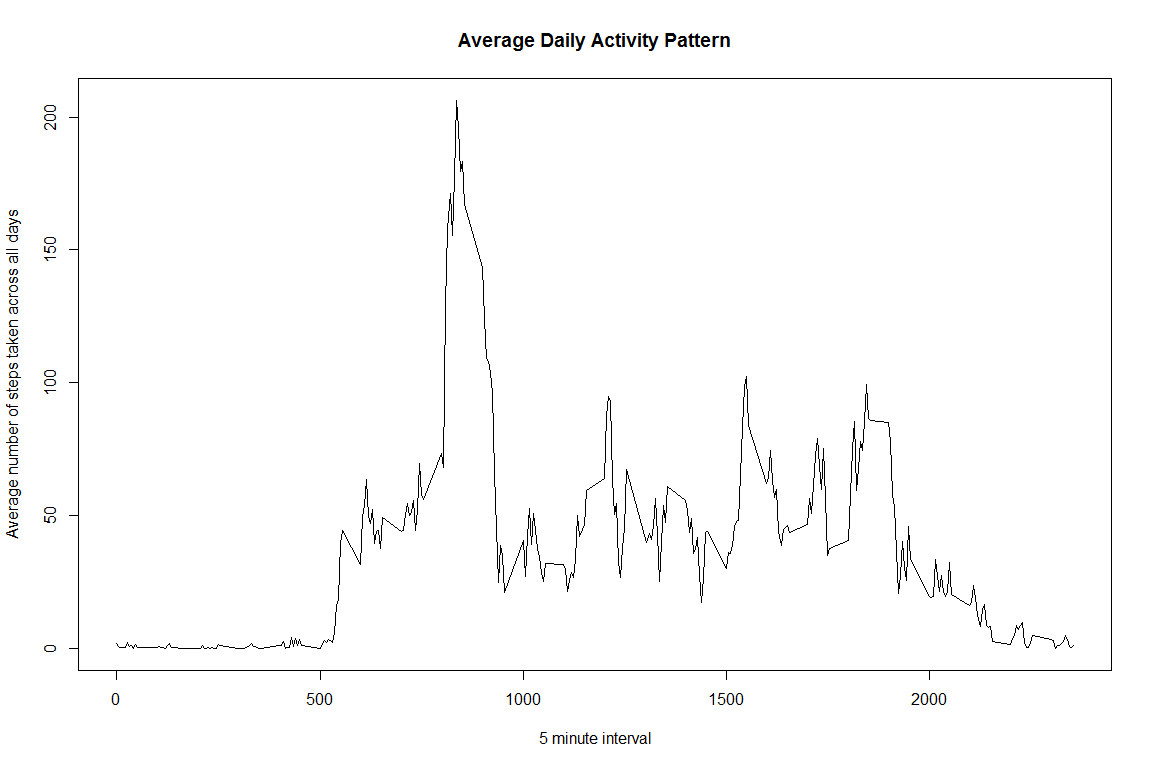 Average Daily Activity Pattern
Average number of steps taken across all days
200
150
100
50
0
0 500 1000 1500 2000
5 minute interval